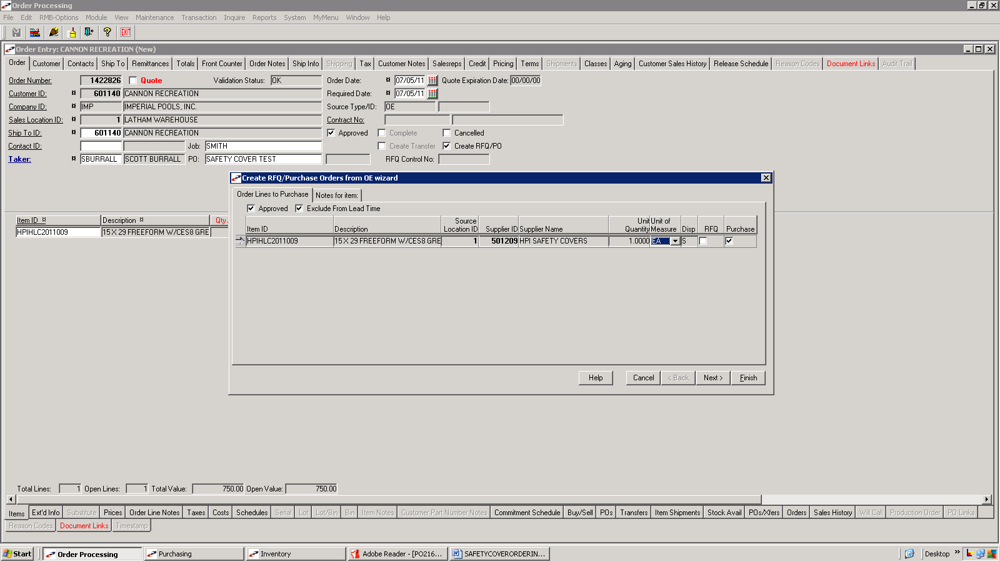 Order Processing
File Edit RMB-Options Module View Maintenance Transaction Inquire Reports System MyMenu Window Help
EXIT
Order Entry: CANNON RECREATION (New)
Order Customer Contacts Ship To Remittances Totals Front Counter Order Notes Ship Info Shipping Tax Customer Notes Salesreps Credit Pricing Terms Shipments Classes Aging Customer Sales History Release Schedule Reason Codes Document Links Audit Trail
Order Number: 1422826 Quote Validation Status: OK Order Date: 07/05/11 Quote Expiration Date: 00/00/00
Customer ID: 601140 CANNON RECREATION Required Date: 07/05/11
Company ID: IMP IMPERIAL POOLS, INC. Source Type/ID: OE
Sales Location ID: 1 LATHAM WAREHOUSE Contract No:
Ship To ID: 601140 CANNON RECREATION Approved Complete Cancelled
Contact ID: Job: SMITH Create Transfer Create RFQ/PO
Taker: SBURRALL SCOTT BURRALL PO: SAFETY COVER TEST RFQ Control No:
Create RFQ/Purchase Orders from OE wizard
Order Lines to Purchase Notes for item:
Approved Exclude From Lead Time
Item ID Description Source Location ID Supplier ID Supplier Name Unit Quantity Unit of Measure Disp RFQ Purchase
HPIHLC2011009 15 X 29 FREEFORM W/CES8 GRE 1 501209 HPI SAFETY COVERS 1.0000 EA S
Help Cancel < Back Next > Finish
Item ID Description Qty
HPIHLC2011009 15 X 29 FREEFORM W/CES8 GRE
Total Lines: 1 Open Lines: 1 Total Value: 750.00 Open Value: 750.00
Items Ext'd Info Substitute Prices Order Line Notes Taxes Costs Schedules Serial Lot Lot/Bin Bin Item Notes Customer Part Number Notes Commitment Schedule Buy/Sell POs Transfers Item Shipments Stock Avail POs/Xfers Orders Sales History Will Call Production Order PO Links
Reason Codes Document Links Timestamp
Start Order Processing Purchasing Inventory Adobe Reader - [PO216... SAFETYCOVERORDERIN... Desktop »